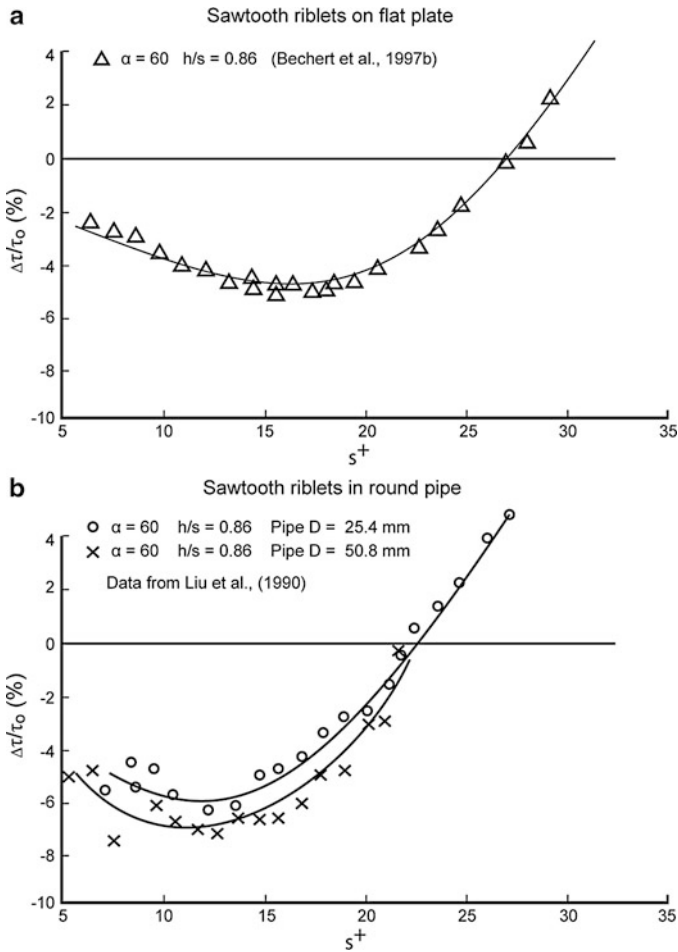 a
Sawtooth riblets on flat plate
△ α = 60 h/s = 0.86 (Bechert et al., 1997b)
4
2
0
-2
-4
-6
-8
-10
Δτ/τo (%)
5 10 15 20 25 30 35
s+
b
Sawtooth riblets in round pipe
○ α = 60 h/s = 0.86 Pipe D = 25.4 mm
× α = 60 h/s = 0.86 Pipe D = 50.8 mm
Data from Liu et al., (1990)
4
2
0
-2
-4
-6
-8
-10
Δτ/τo (%)
5 10 15 20 25 30 35
s+